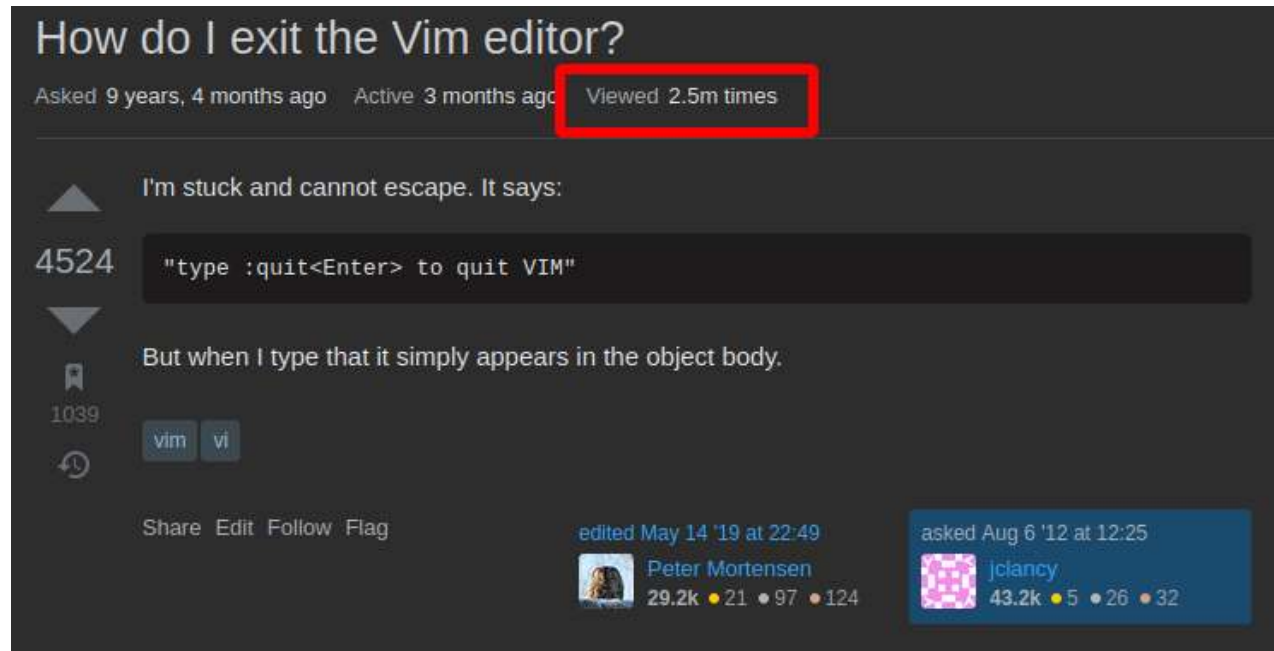 How do I exit the Vim editor?
Asked 9 years, 4 months ago Active 3 months ago Viewed 2.5m times
I'm stuck and cannot escape. It says:
4524
"type :quit<Enter> to quit VIM"
But when I type that it simply appears in the object body.
1039
vim vi
Share Edit Follow Flag
edited May 14 '19 at 22:49
Peter Mortensen
29.2k ●21 ●97 ●124
asked Aug 6 '12 at 12:25
jclancy
43.2k ●5 ●26 ●32